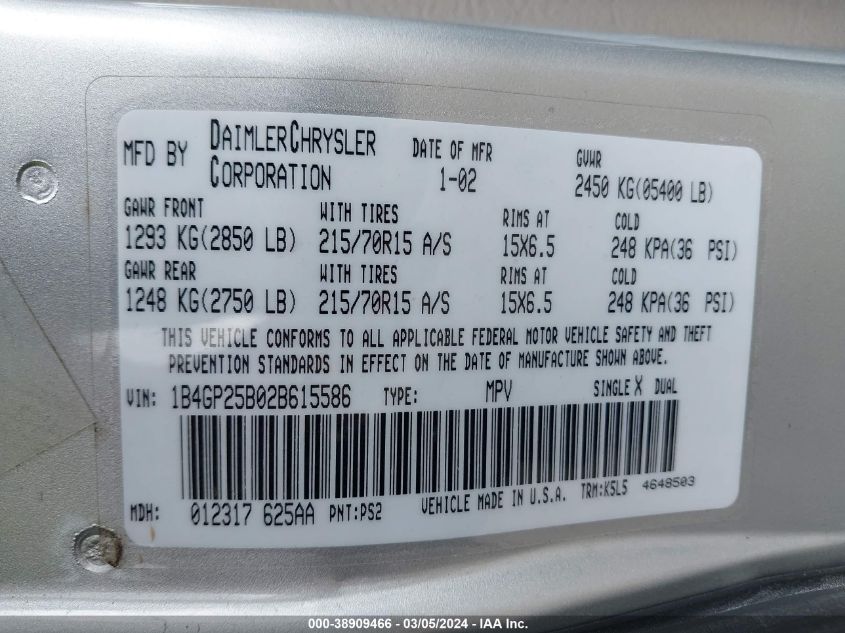 MFD BY DAIMLERCHRYSLER CORPORATION DATE OF MFR 1-02 GVWR 2450 KG(05400 LB)
GAWR FRONT WITH TIRES RIMS AT COLD
1293 KG(2850 LB) 215/70R15 A/S 15X6.5 248 KPA(36 PSI)
GAWR REAR WITH TIRES RIMS AT COLD
1248 KG(2750 LB) 215/70R15 A/S 15X6.5 248 KPA(36 PSI)
THIS VEHICLE CONFORMS TO ALL APPLICABLE FEDERAL MOTOR VEHICLE SAFETY AND THEFT
PREVENTION STANDARDS IN EFFECT ON THE DATE OF MANUFACTURE SHOWN ABOVE.
VIN: 1B4GP25B02B615586 TYPE: MPV SINGLE X DUAL
MDH: 012317 625AA PNT:PS2 VEHICLE MADE IN U.S.A. TRM:K5L5 4648503
000-38909466 - 03/05/2024 - IAA Inc.